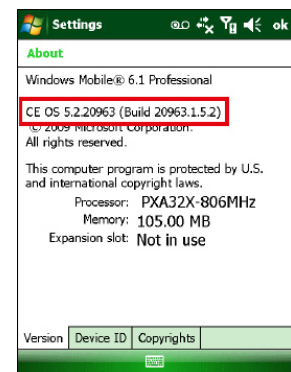 Settings
ok
About
Windows Mobile® 6.1 Professional
CE OS 5.2.20963 (Build 20963.1.5.2)
© 2009 Microsoft Corporation.
All rights reserved.
This computer program is protected by U.S.
and international copyright laws.
Processor: PXA32X-806MHz
Memory: 105.00 MB
Expansion slot: Not in use
Version Device ID Copyrights